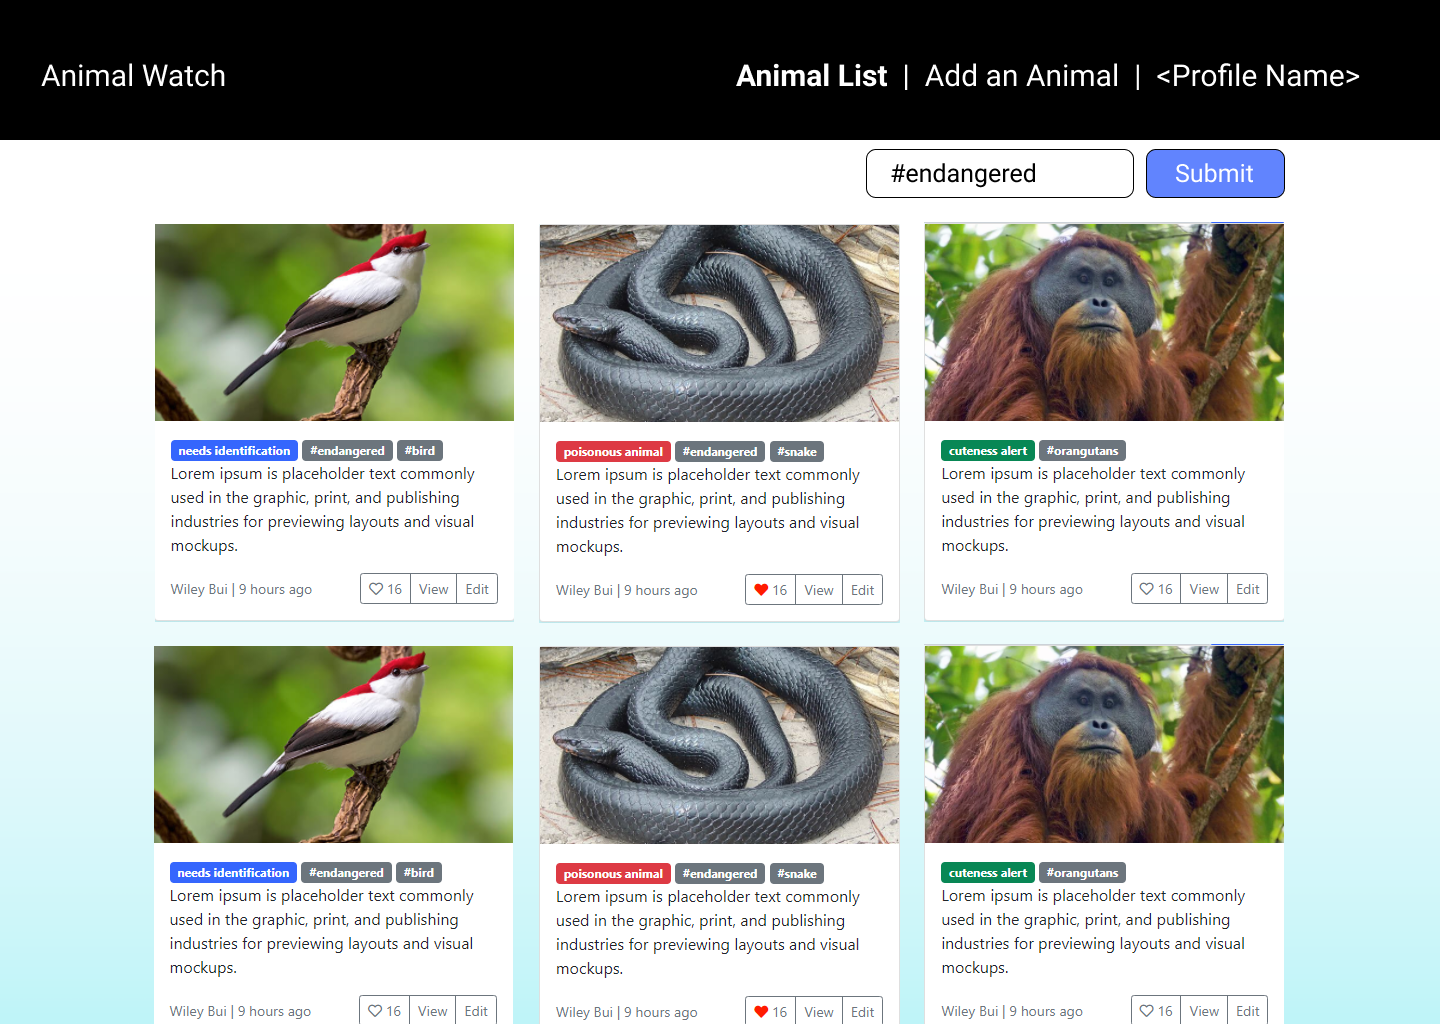 Animal Watch
Animal List | Add an Animal | <Profile Name>
#endangered Submit
needs identification #endangered #bird
Lorem ipsum is placeholder text commonly
used in the graphic, print, and publishing
industries for previewing layouts and visual
mockups.
Wiley Bui | 9 hours ago 16 View Edit
poisonous animal #endangered #snake
Lorem ipsum is placeholder text commonly
used in the graphic, print, and publishing
industries for previewing layouts and visual
mockups.
Wiley Bui | 9 hours ago 16 View Edit
cuteness alert #orangutans
Lorem ipsum is placeholder text commonly
used in the graphic, print, and publishing
industries for previewing layouts and visual
mockups.
Wiley Bui | 9 hours ago 16 View Edit
needs identification #endangered #bird
Lorem ipsum is placeholder text commonly
used in the graphic, print, and publishing
industries for previewing layouts and visual
mockups.
Wiley Bui | 9 hours ago 16 View Edit
poisonous animal #endangered #snake
Lorem ipsum is placeholder text commonly
used in the graphic, print, and publishing
industries for previewing layouts and visual
mockups.
Wiley Bui | 9 hours ago 16 View Edit
cuteness alert #orangutans
Lorem ipsum is placeholder text commonly
used in the graphic, print, and publishing
industries for previewing layouts and visual
mockups.
Wiley Bui | 9 hours ago 16 View Edit